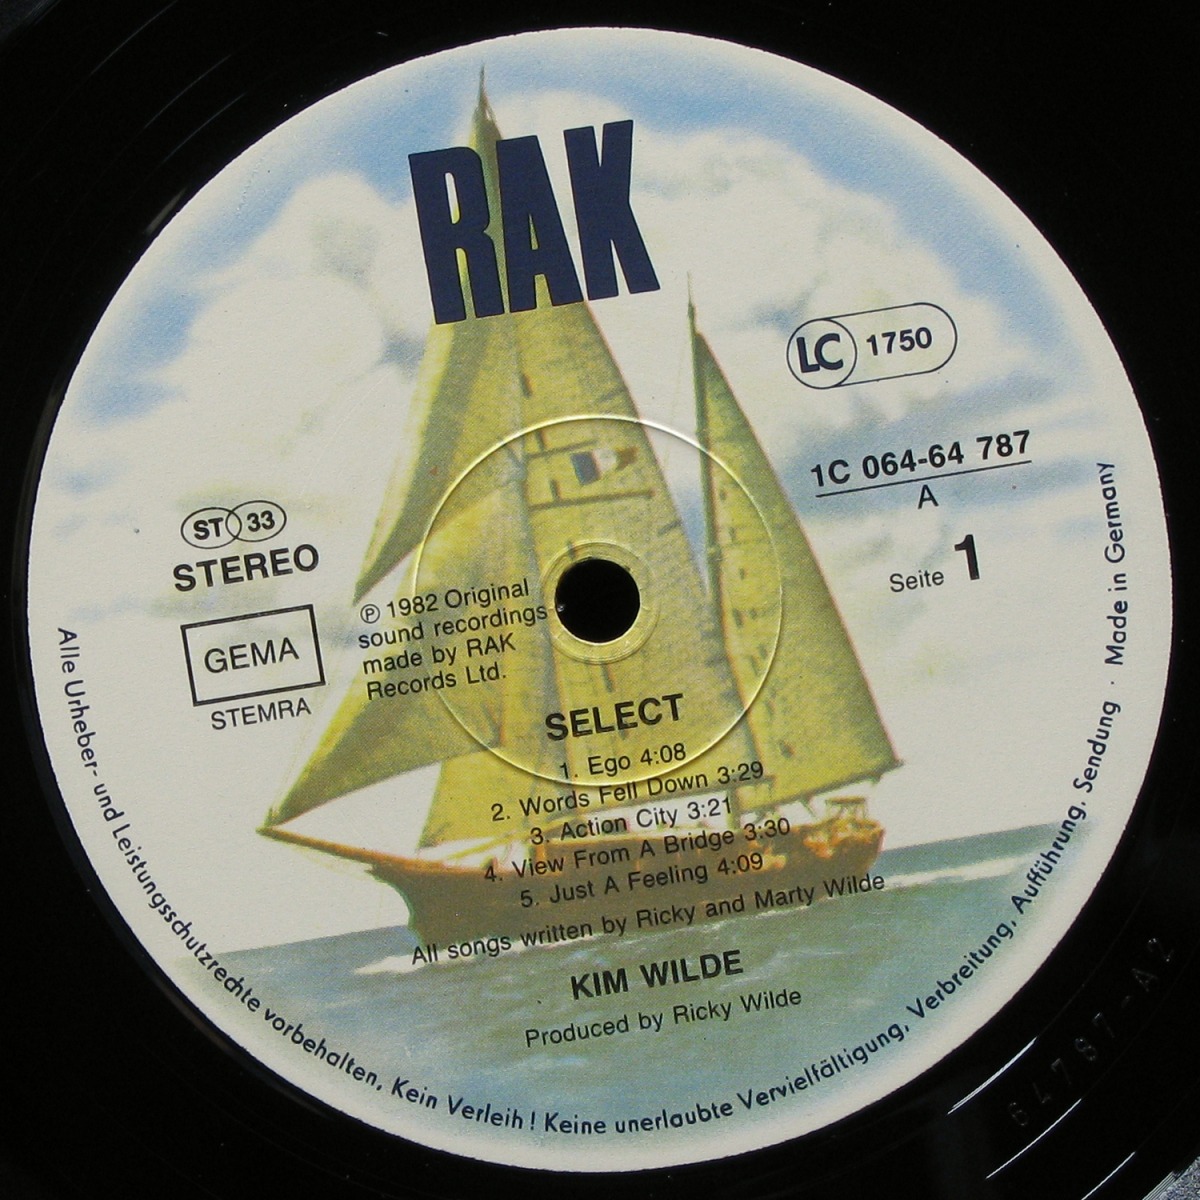 RAK
LC 1750
1C 064-64 787
A
Seite 1
ST 33
STEREO
GEMA
STEMRA
℗ 1982 Original
sound recordings
made by RAK
Records Ltd.
SELECT
1. Ego 4:08
2. Words Fell Down 3:29
3. Action City 3:21
4. View From A Bridge 3:30
5. Just A Feeling 4:09
All songs written by Ricky and Marty Wilde
KIM WILDE
Produced by Ricky Wilde
Alle Urheber- und Leistungsschutzrechte vorbehalten. Kein Verleih! Keine unerlaubte Vervielfältigung, Verbreitung, Aufführung, Sendung · Made in Germany
64787-A2